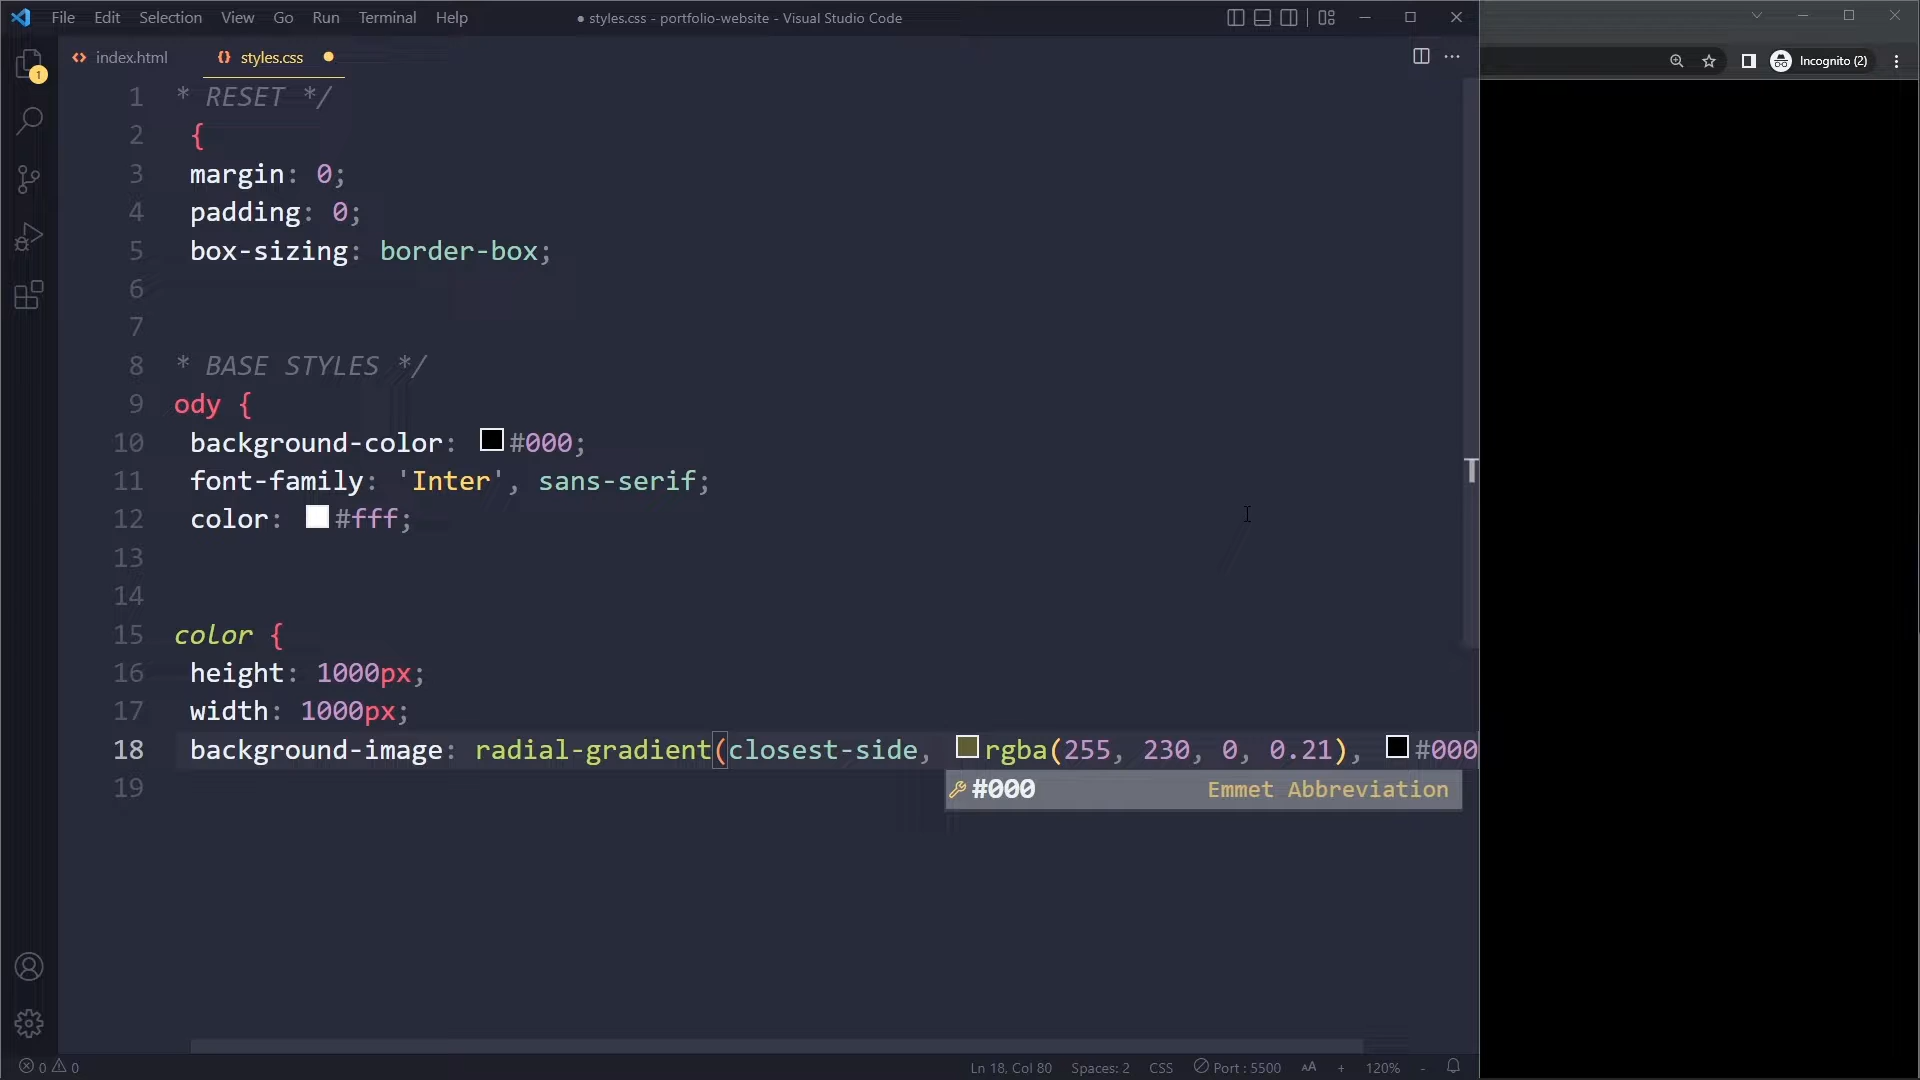 File Edit Selection View Go Run Terminal Help
● styles.css - portfolio-website - Visual Studio Code
index.html
styles.css
Incognito (2)
1
1 * RESET */
2 {
3 margin: 0;
4 padding: 0;
5 box-sizing: border-box;
6
7
8 * BASE STYLES */
9 ody {
10 background-color: #000;
11 font-family: 'Inter', sans-serif;
12 color: #fff;
13
14
15 color {
16 height: 1000px;
17 width: 1000px;
18 background-image: radial-gradient(closest-side, rgba(255, 230, 0, 0.21), #000
#000 Emmet Abbreviation
19
0 0 Ln 18, Col 80 Spaces: 2 CSS Port : 5500 AA + 120% -